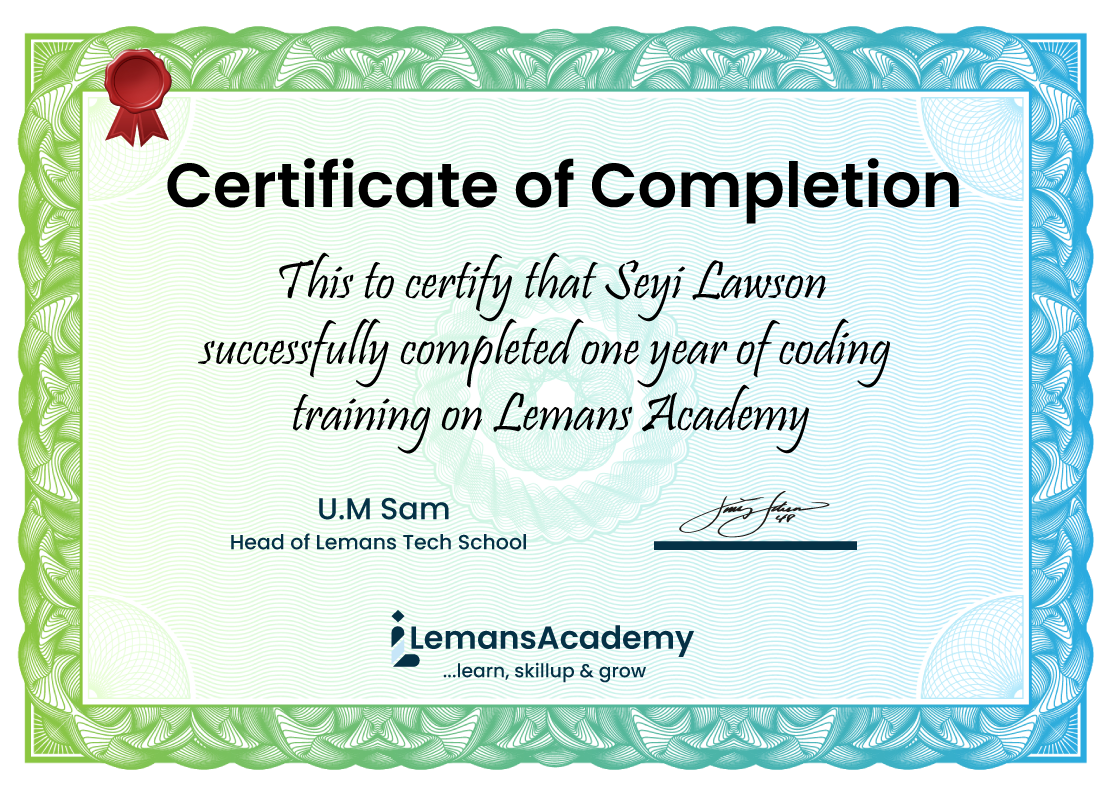 Certificate of Completion
This to certify that Seyi Lawson
successfully completed one year of coding
training on Lemans Academy
U.M Sam
Head of Lemans Tech School
LemansAcademy
...learn, skillup & grow